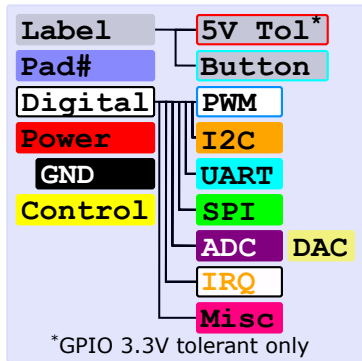 Label 5V Tol*
Pad# Button
Digital PWM
Power I2C
GND UART
Control SPI
ADC DAC
IRQ
Misc
*GPIO 3.3V tolerant only